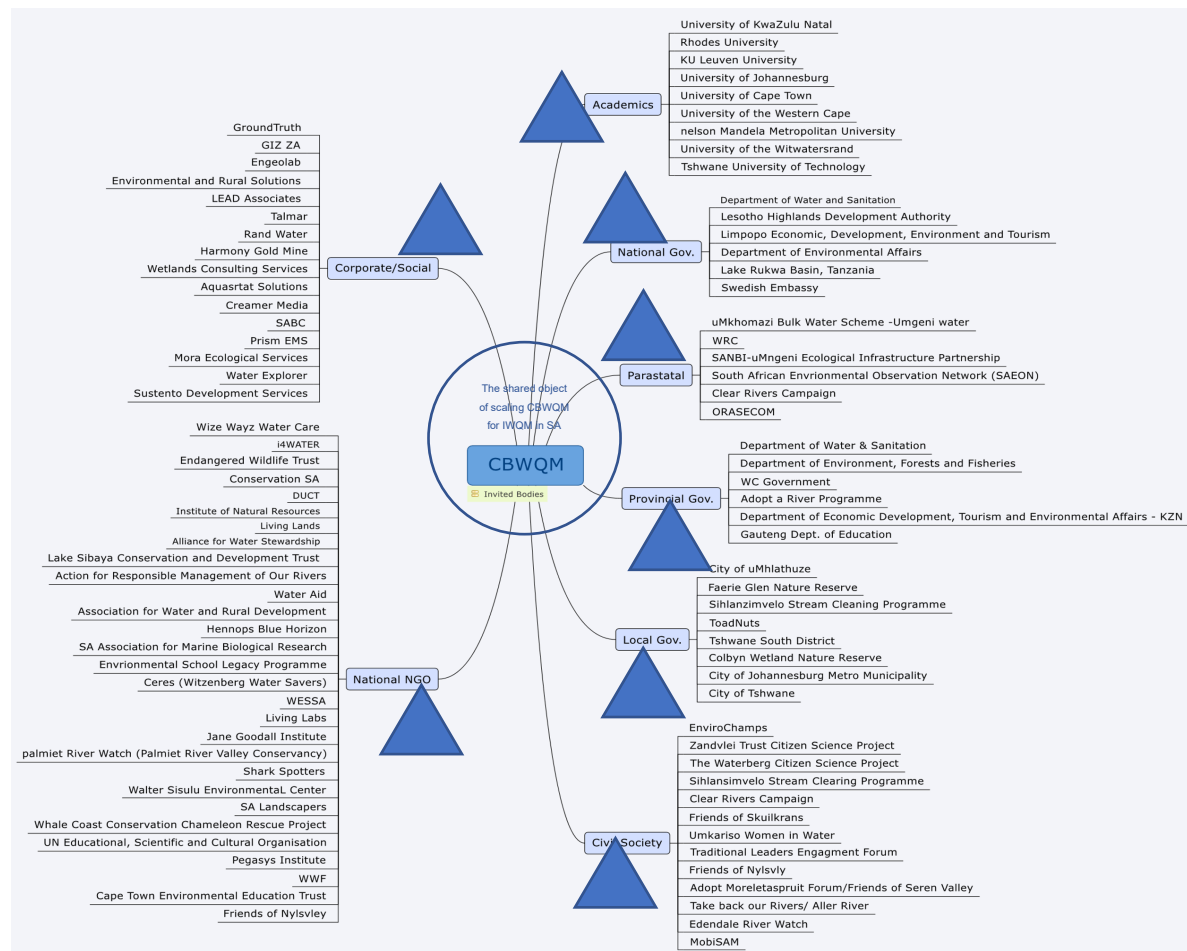 The shared object
of scaling CBWQM
for IWQM in SA
CBWQM
Invited Bodies
Academics
University of KwaZulu Natal
Rhodes University
KU Leuven University
University of Johannesburg
University of Cape Town
University of the Western Cape
nelson Mandela Metropolitan University
University of the Witwatersrand
Tshwane University of Technology
National Gov.
Department of Water and Sanitation
Lesotho Highlands Development Authority
Limpopo Economic, Development, Environment and Tourism
Department of Environmental Affairs
Lake Rukwa Basin, Tanzania
Swedish Embassy
Parastatal
uMkhomazi Bulk Water Scheme -Umgeni water
WRC
SANBI-uMngeni Ecological Infrastructure Partnership
South African Envrionmental Observation Network (SAEON)
Clear Rivers Campaign
ORASECOM
Provincial Gov.
Department of Water & Sanitation
Department of Environment, Forests and Fisheries
WC Government
Adopt a River Programme
Department of Economic Development, Tourism and Environmental Affairs - KZN
Gauteng Dept. of Education
Local Gov.
City of uMhlathuze
Faerie Glen Nature Reserve
Sihlanzimvelo Stream Cleaning Programme
ToadNuts
Tshwane South District
Colbyn Wetland Nature Reserve
City of Johannesburg Metro Municipality
City of Tshwane
Civil Society
EnviroChamps
Zandvlei Trust Citizen Science Project
The Waterberg Citizen Science Project
Sihlansimvelo Stream Clearing Programme
Clear Rivers Campaign
Friends of Skuilkrans
Umkariso Women in Water
Traditional Leaders Engagment Forum
Friends of Nylsvly
Adopt Moreletaspruit Forum/Friends of Seren Valley
Take back our Rivers/ Aller River
Edendale River Watch
MobiSAM
Corporate/Social
GroundTruth
GIZ ZA
Engeolab
Environmental and Rural Solutions
LEAD Associates
Talmar
Rand Water
Harmony Gold Mine
Wetlands Consulting Services
Aquasrtat Solutions
Creamer Media
SABC
Prism EMS
Mora Ecological Services
Water Explorer
Sustento Development Services
National NGO
Wize Wayz Water Care
i4WATER
Endangered Wildlife Trust
Conservation SA
DUCT
Institute of Natural Resources
Living Lands
Alliance for Water Stewardship
Lake Sibaya Conservation and Development Trust
Action for Responsible Management of Our Rivers
Water Aid
Association for Water and Rural Development
Hennops Blue Horizon
SA Association for Marine Biological Research
Envrionmental School Legacy Programme
Ceres (Witzenberg Water Savers)
WESSA
Living Labs
Jane Goodall Institute
palmiet River Watch (Palmiet River Valley Conservancy)
Shark Spotters
Walter Sisulu EnvironmentaL Center
SA Landscapers
Whale Coast Conservation Chameleon Rescue Project
UN Educational, Scientific and Cultural Organisation
Pegasys Institute
WWF
Cape Town Environmental Education Trust
Friends of Nylsvley